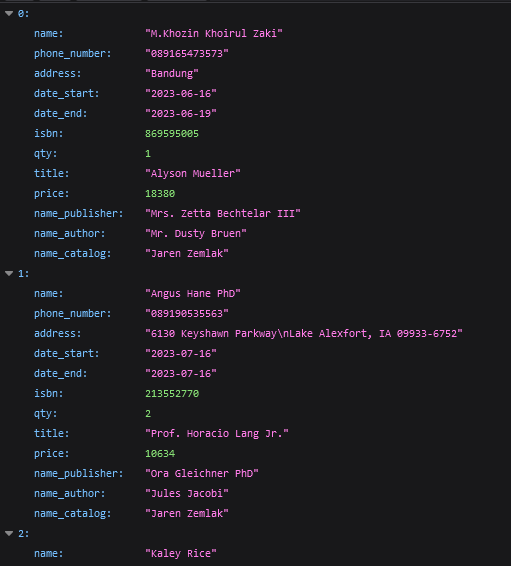 0:
name: "M.Khozin Khoirul Zaki"
phone_number: "089165473573"
address: "Bandung"
date_start: "2023-06-16"
date_end: "2023-06-19"
isbn: 869595005
qty: 1
title: "Alyson Mueller"
price: 18380
name_publisher: "Mrs. Zetta Bechtelar III"
name_author: "Mr. Dusty Bruen"
name_catalog: "Jaren Zemlak"
1:
name: "Angus Hane PhD"
phone_number: "089190535563"
address: "6130 Keyshawn Parkway\nLake Alexfort, IA 09933-6752"
date_start: "2023-07-16"
date_end: "2023-07-16"
isbn: 213552770
qty: 2
title: "Prof. Horacio Lang Jr."
price: 10634
name_publisher: "Ora Gleichner PhD"
name_author: "Jules Jacobi"
name_catalog: "Jaren Zemlak"
2:
name: "Kaley Rice"